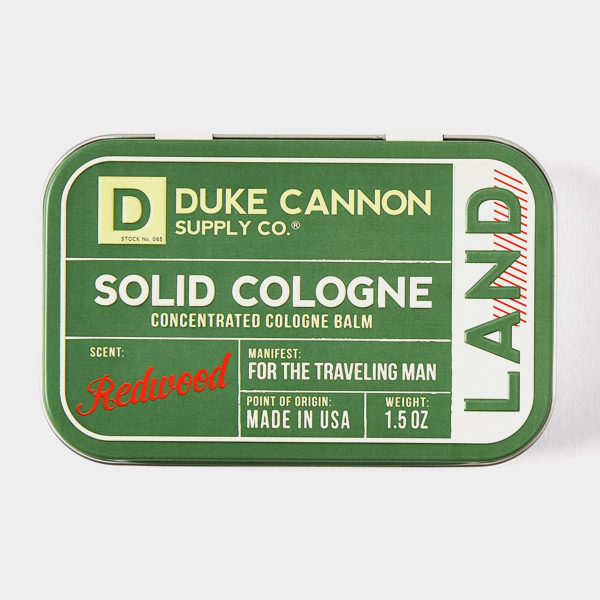 D
STOCK No. 065
DUKE CANNON
SUPPLY CO.®
SOLID COLOGNE
CONCENTRATED COLOGNE BALM
SCENT:
Redwood
MANIFEST:
FOR THE TRAVELING MAN
POINT OF ORIGIN:
MADE IN USA
WEIGHT:
1.5 OZ
LAND